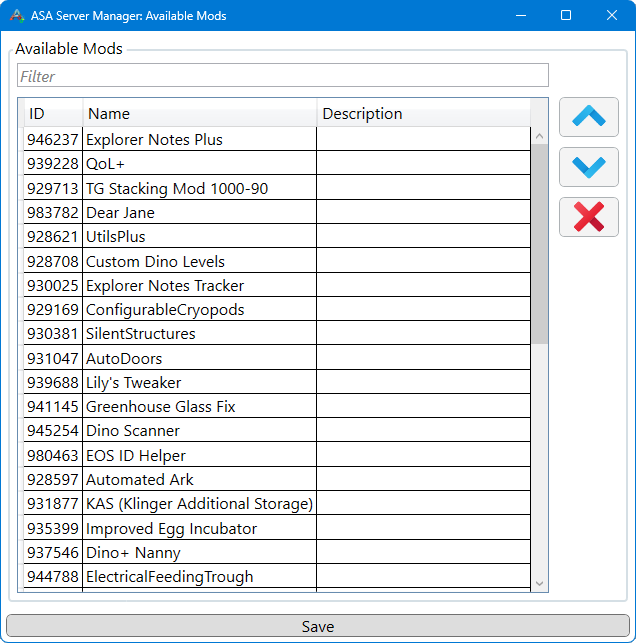 ASA Server Manager: Available Mods
Available Mods
Filter
ID Name Description
946237 Explorer Notes Plus
939228 QoL+
929713 TG Stacking Mod 1000-90
983782 Dear Jane
928621 UtilsPlus
928708 Custom Dino Levels
930025 Explorer Notes Tracker
929169 ConfigurableCryopods
930381 SilentStructures
931047 AutoDoors
939688 Lily's Tweaker
941145 Greenhouse Glass Fix
945254 Dino Scanner
980463 EOS ID Helper
928597 Automated Ark
931877 KAS (Klinger Additional Storage)
935399 Improved Egg Incubator
937546 Dino+ Nanny
944788 ElectricalFeedingTrough
Save